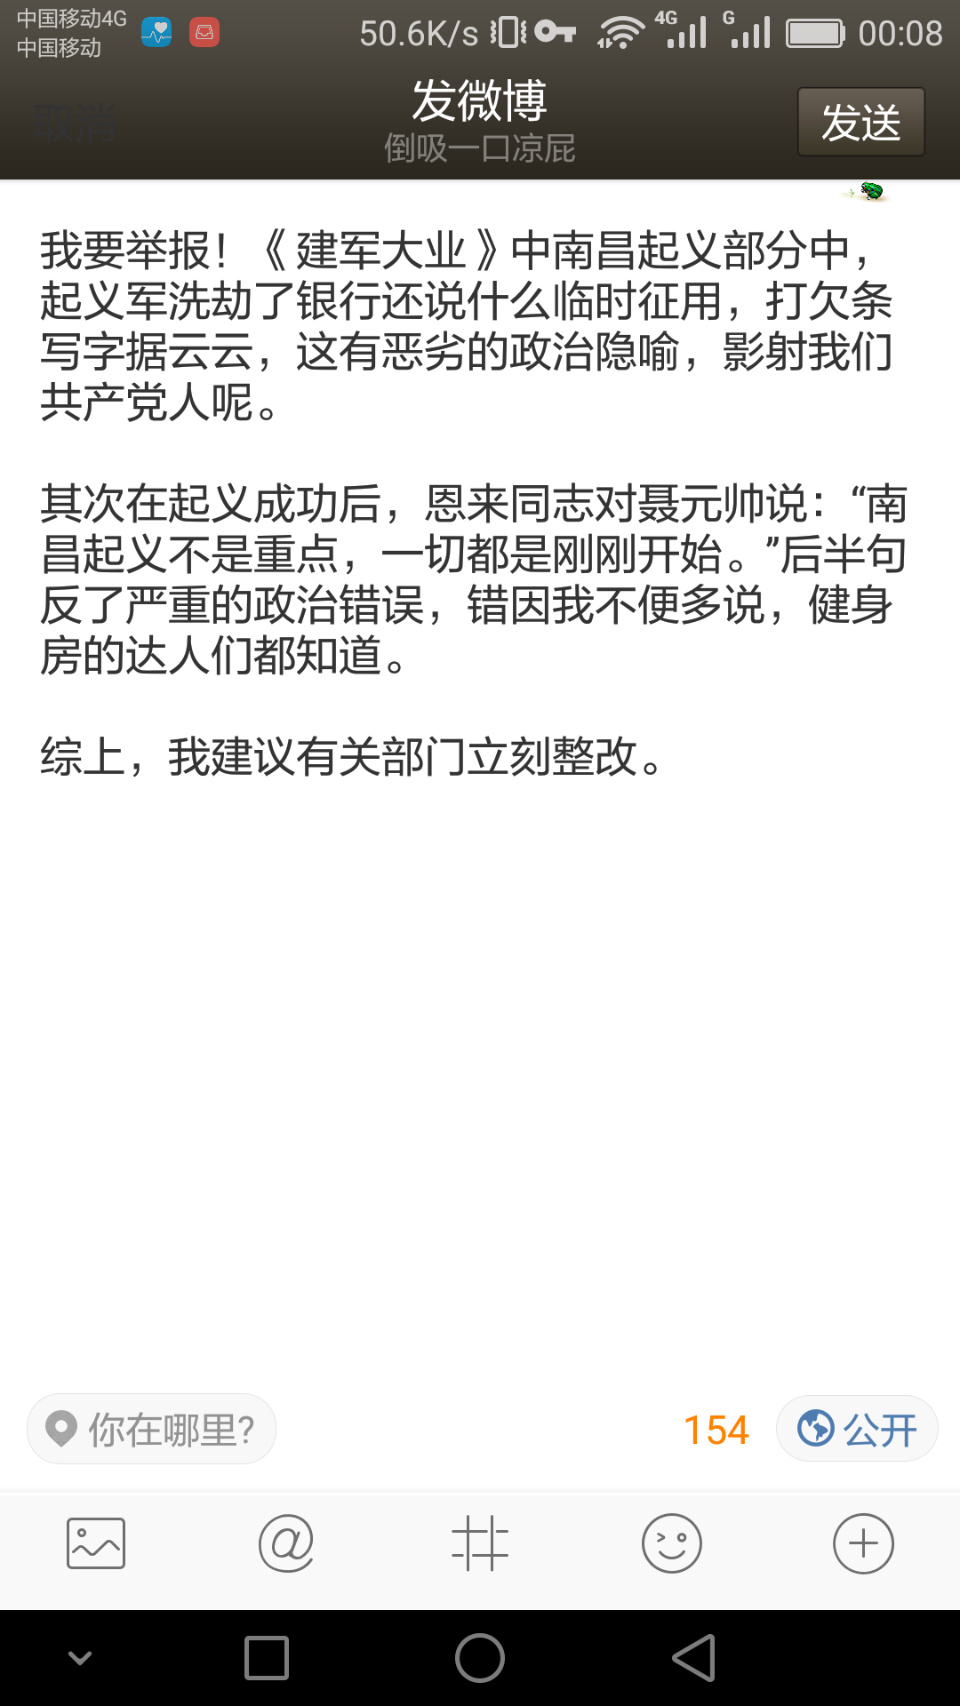 中国移动4G
中国移动
50.6K/s
4G
G
00:08
取消
发微博
倒吸一口凉屁
发送
我要举报！《建军大业》中南昌起义部分中，
起义军洗劫了银行还说什么临时征用，打欠条
写字据云云，这有恶劣的政治隐喻，影射我们
共产党人呢。
其次在起义成功后，恩来同志对聂元帅说：“南
昌起义不是重点，一切都是刚刚开始。”后半句
反了严重的政治错误，错因我不便多说，健身
房的达人们都知道。
综上，我建议有关部门立刻整改。
你在哪里?
154
公开